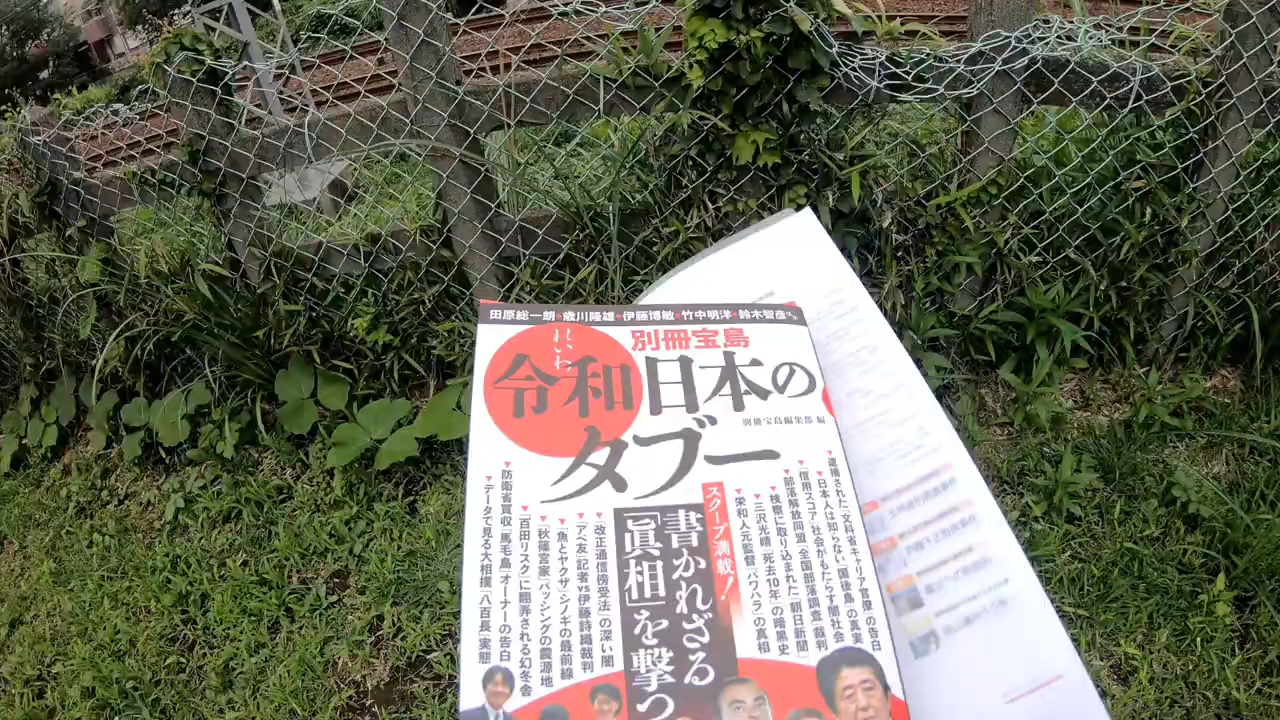 田原総一朗●歳川隆雄●伊藤博敏●竹中明洋●鈴木智彦ほか
別冊宝島
れいわ
令和日本の
タブー
別冊宝島編集部 編
▼逮捕された「文科省キャリア官僚」の告白
▼日本人は知らない「国後島」の真実
▼「信用スコア」社会がもたらす闇社会
▼部落解放同盟「全国部落調査」裁判
▼検察に取り込まれた「朝日新聞」
▼三沢光晴「死去10年」の暗黒史
▼栄和人元監督「パワハラ」の真相
スクープ満載!
書かれざる
「眞相」を撃つ
▼「改正通信傍受法」の深い闇
▼「アベ友」記者vs伊藤詩織裁判
▼「魚とヤクザ」シノギの最前線
▼「秋篠宮家」バッシングの震源地
▼「百田リスク」に翻弄される幻冬舎
▼防衛省買収「馬毛島」オーナーの告白
▼データで見る大相撲「八百長」実態